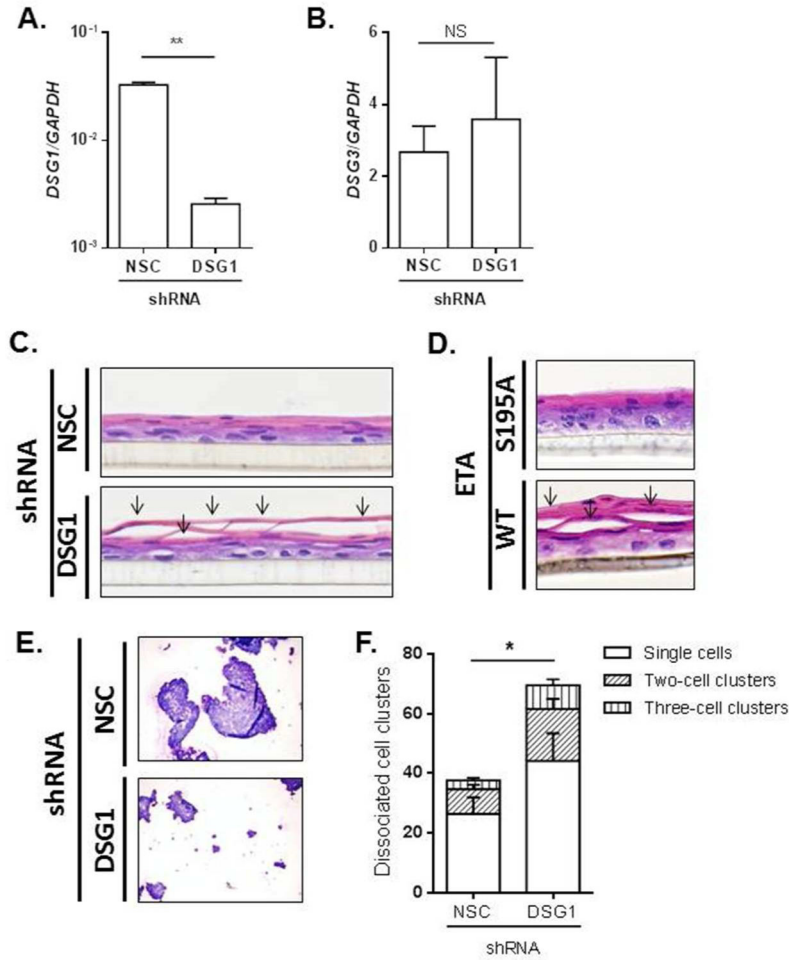 A.
10⁻¹
10⁻²
10⁻³
DSG1/GAPDH
**
NSC DSG1
shRNA
B.
6
4
2
0
DSG3/GAPDH
NS
NSC DSG1
shRNA
C.
shRNA
NSC
DSG1
D.
ETA
S195A
WT
E.
shRNA
NSC
DSG1
F.
80
60
40
20
0
Dissociated cell clusters
*
NSC DSG1
shRNA
Single cells
Two-cell clusters
Three-cell clusters